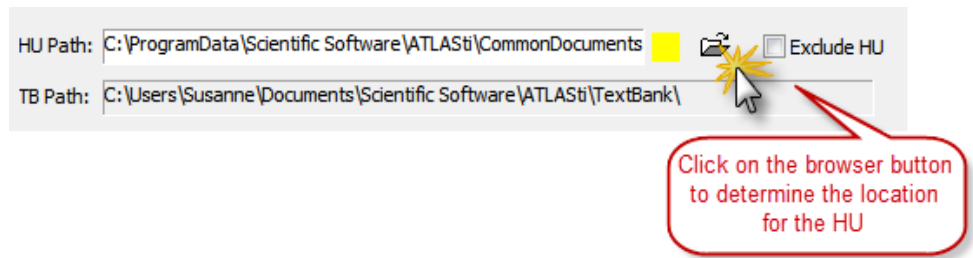 HU Path: C:\ProgramData\Scientific Software\ATLASti\CommonDocuments Exclude HU
TB Path: C:\Users\Susanne\Documents\Scientific Software\ATLASti\TextBank\
Click on the browser button
to determine the location
for the HU